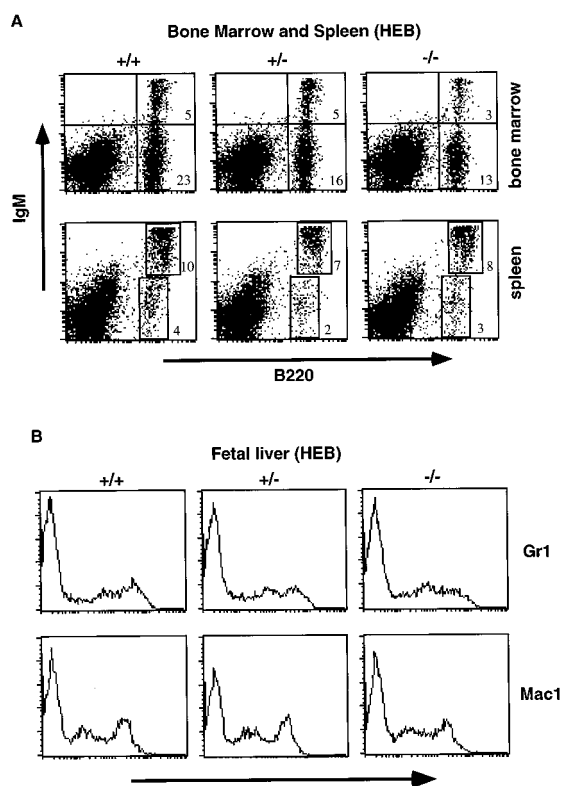 A
Bone Marrow and Spleen (HEB)
+/+ +/- -/-
5 5 3
23 16 13
bone marrow
IgM
10 7 8
4 2 3
spleen
B220
B
Fetal liver (HEB)
+/+ +/- -/-
Gr1
Mac1